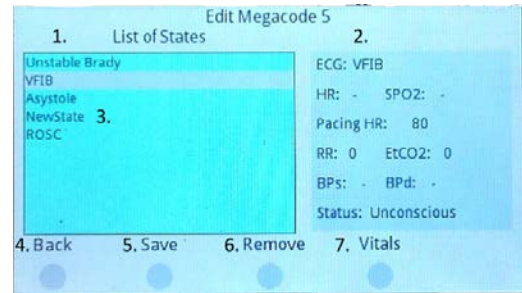 Edit Megacode 5
1. List of States 2.
Unstable Brady
VFIB
Asystole
NewState 3.
ROSC
ECG: VFIB
HR: - SPO2: -
Pacing HR: 80
RR: 0 EtCO2: 0
BPs: - BPd: -
Status: Unconscious
4. Back 5. Save 6. Remove 7. Vitals